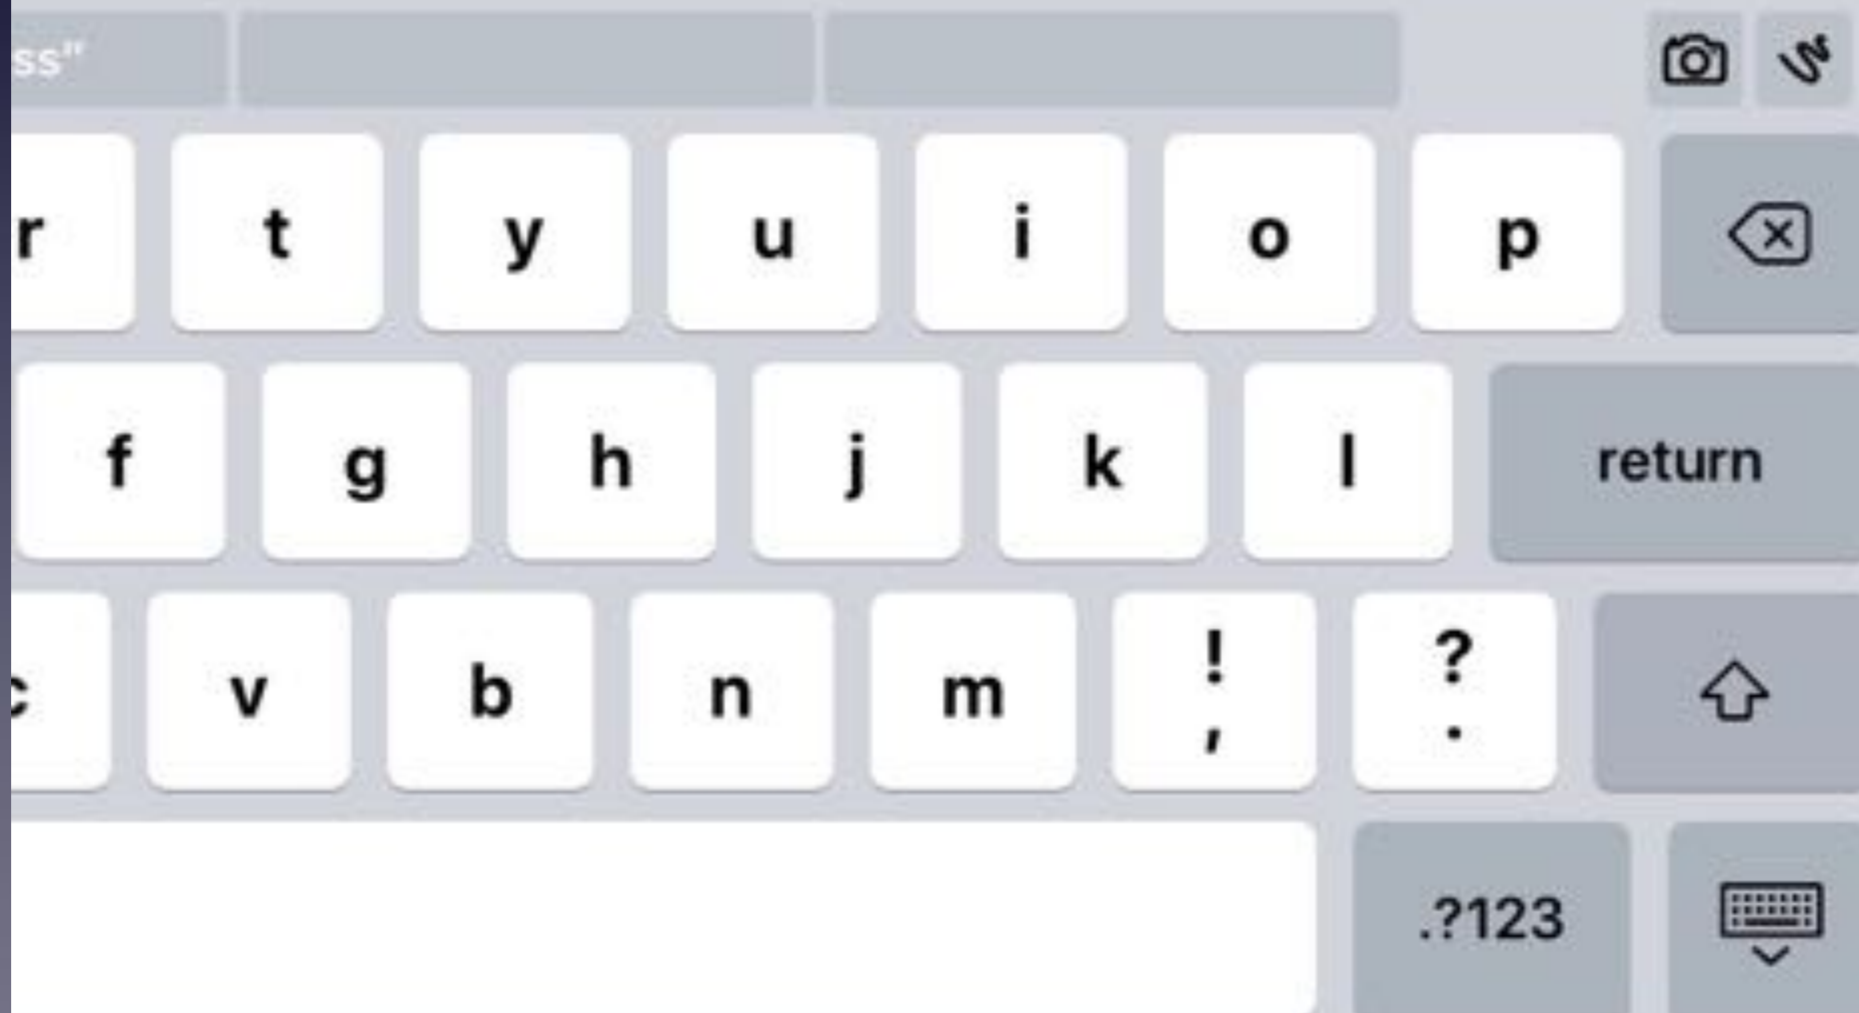 ss"
r t y u i o p
f g h j k l return
c v b n m ! ,  ? .
.?123